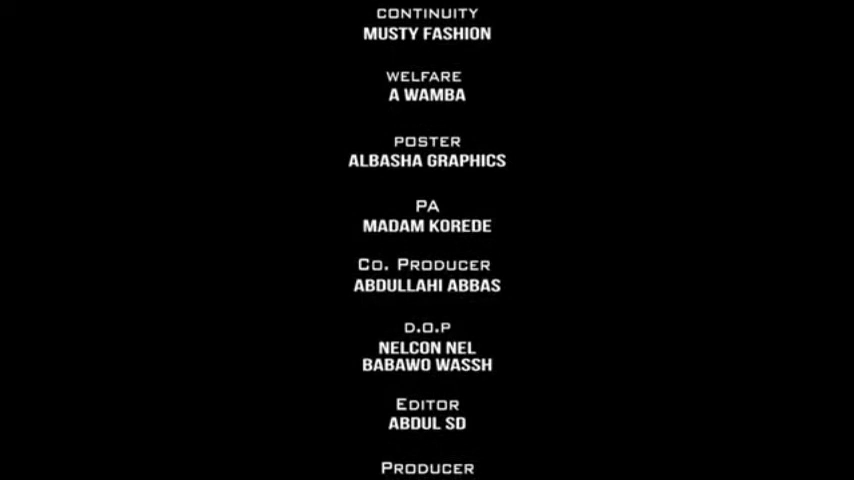 CONTINUITY
MUSTY FASHION
WELFARE
A WAMBA
POSTER
ALBASHA GRAPHICS
PA
MADAM KOREDE
CO. PRODUCER
ABDULLAHI ABBAS
D.O.P
NELCON NEL
BABAWO WASSH
EDITOR
ABDUL SD
PRODUCER